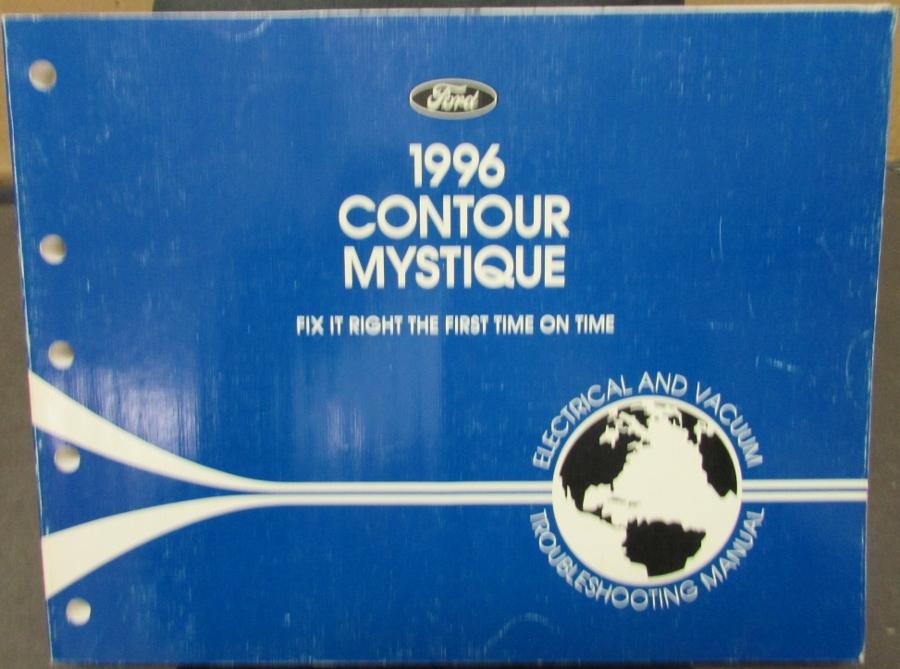 Ford
1996
CONTOUR
MYSTIQUE
FIX IT RIGHT THE FIRST TIME ON TIME
ELECTRICAL AND VACUUM
TROUBLESHOOTING MANUAL